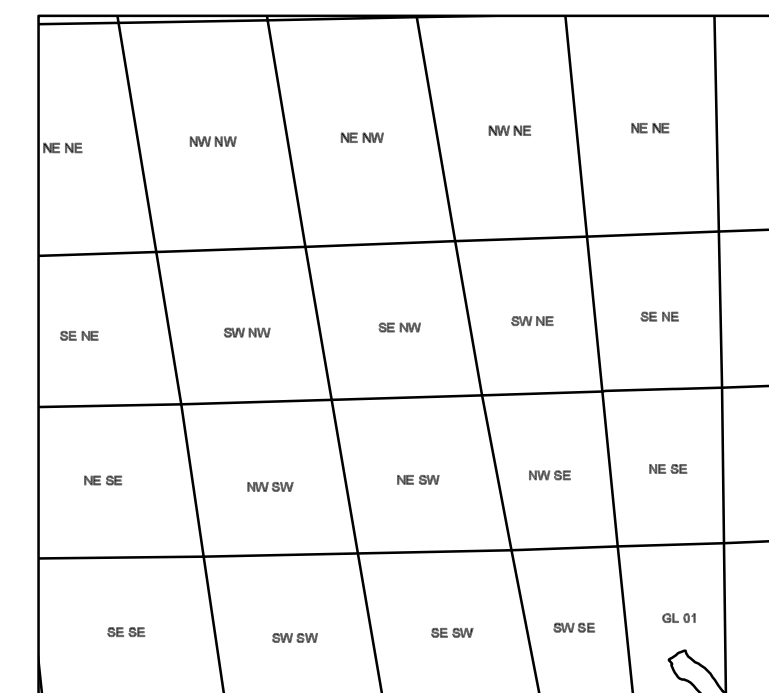 NE NE
NW NW
NE NW
NW NE
NE NE
SE NE
SW NW
SE NW
SW NE
SE NE
NE SE
NW SW
NE SW
NW SE
NE SE
SE SE
SW SW
SE SW
SW SE
GL 01